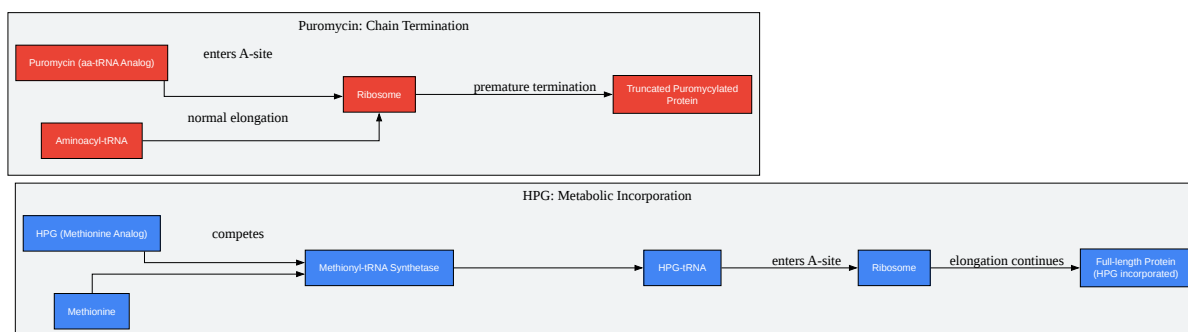 Puromycin: Chain Termination
Puromycin (aa-tRNA Analog)
enters A-site
Ribosome
premature termination
Truncated Puromycylated
Protein
normal elongation
Aminoacyl-tRNA
HPG: Metabolic Incorporation
HPG (Methionine Analog)
competes
Methionyl-tRNA Synthetase
HPG-tRNA
enters A-site
Ribosome
elongation continues
Full-length Protein
(HPG incorporated)
Methionine